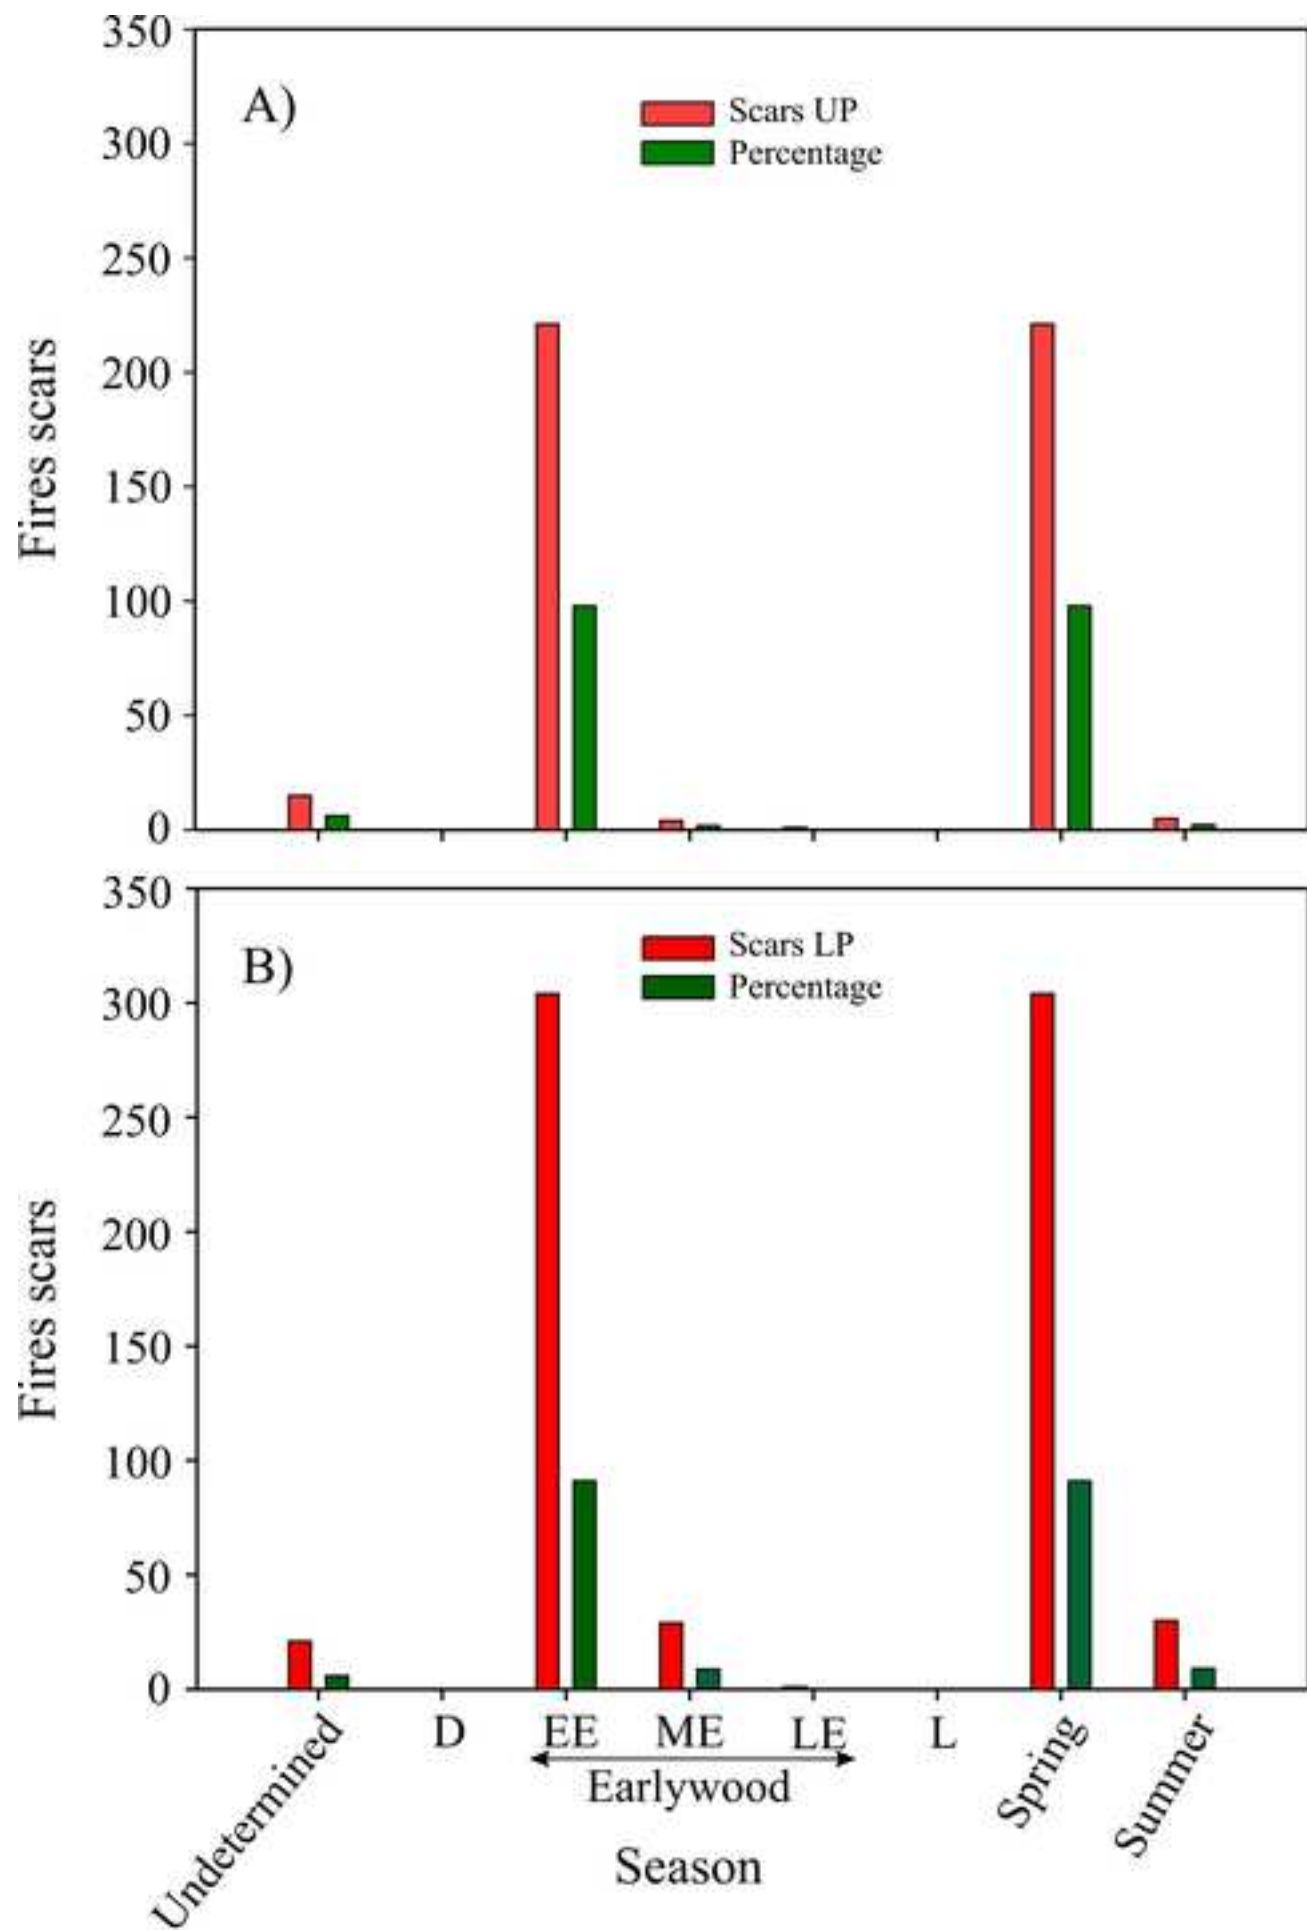 350
A)
Scars UP
Percentage
300
250
200
150
100
50
0
Fires scars
350
B)
Scars LP
Percentage
300
250
200
150
100
50
0
Fires scars
Undetermined
D
EE
ME
LE
L
Spring
Summer
Earlywood
Season